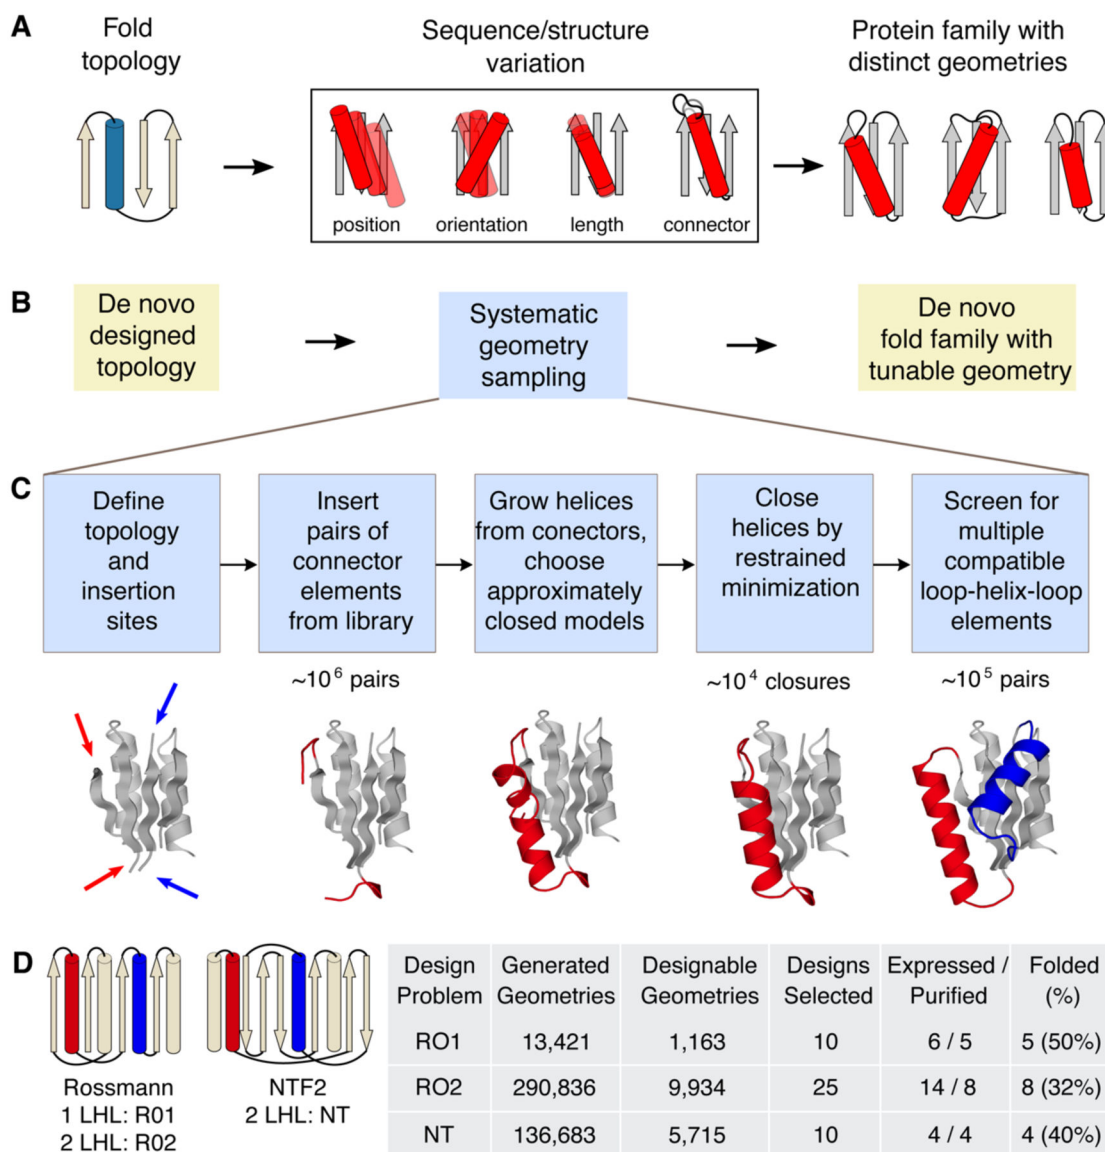 A
Fold
topology
Sequence/structure
variation
Protein family with
distinct geometries
position
orientation
length
connector
B
De novo
designed
topology
Systematic
geometry
sampling
De novo
fold family with
tunable geometry
C
Define
topology
and
insertion
sites
Insert
pairs of
connector
elements
from library
Grow helices
from conectors,
choose
approximately
closed models
Close
helices by
restrained
minimization
Screen for
multiple
compatible
loop-helix-loop
elements
~10⁶ pairs
~10⁴ closures
~10⁵ pairs
D
Rossmann
1 LHL: R01
2 LHL: R02
NTF2
2 LHL: NT
Design Problem Generated Geometries Designable Geometries Designs Selected Expressed / Purified Folded (%)
RO1 13,421 1,163 10 6 / 5 5 (50%)
RO2 290,836 9,934 25 14 / 8 8 (32%)
NT 136,683 5,715 10 4 / 4 4 (40%)